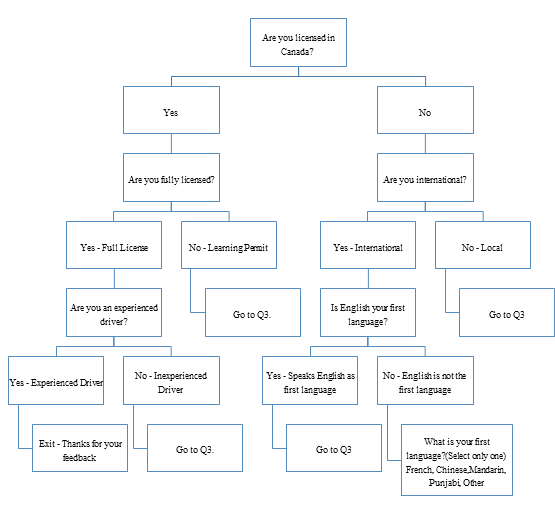 Are you licensed in
Canada?
Yes
No
Are you fully licensed?
Are you international?
Yes - Full License
No - Learning Permit
Yes - International
No - Local
Are you an experienced
driver?
Go to Q3.
Is English your first
language?
Go to Q3
Yes - Experienced Driver
No - Inexperienced
Driver
Yes - Speaks English as
first language
No - English is not the
first language
Exit - Thanks for your
feedback
Go to Q3.
Go to Q3
What is your first
language?(Select only one)
French, Chinese,Mandarin,
Punjabi, Other